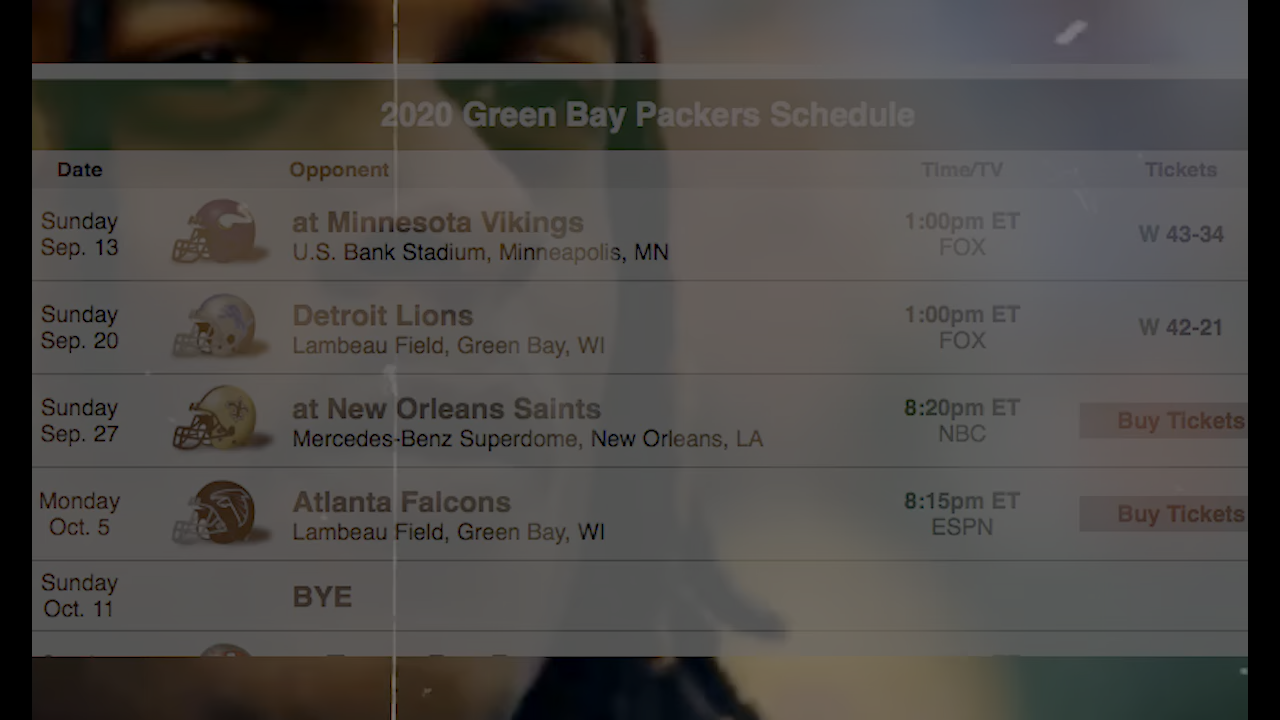 2020 Green Bay Packers Schedule
Date Opponent Time/TV Tickets
Sunday
Sep. 13
at Minnesota Vikings
U.S. Bank Stadium, Minneapolis, MN
1:00pm ET
FOX
W 43-34
Sunday
Sep. 20
Detroit Lions
Lambeau Field, Green Bay, WI
1:00pm ET
FOX
W 42-21
Sunday
Sep. 27
at New Orleans Saints
Mercedes-Benz Superdome, New Orleans, LA
8:20pm ET
NBC
Buy Tickets
Monday
Oct. 5
Atlanta Falcons
Lambeau Field, Green Bay, WI
8:15pm ET
ESPN
Buy Tickets
Sunday
Oct. 11
BYE